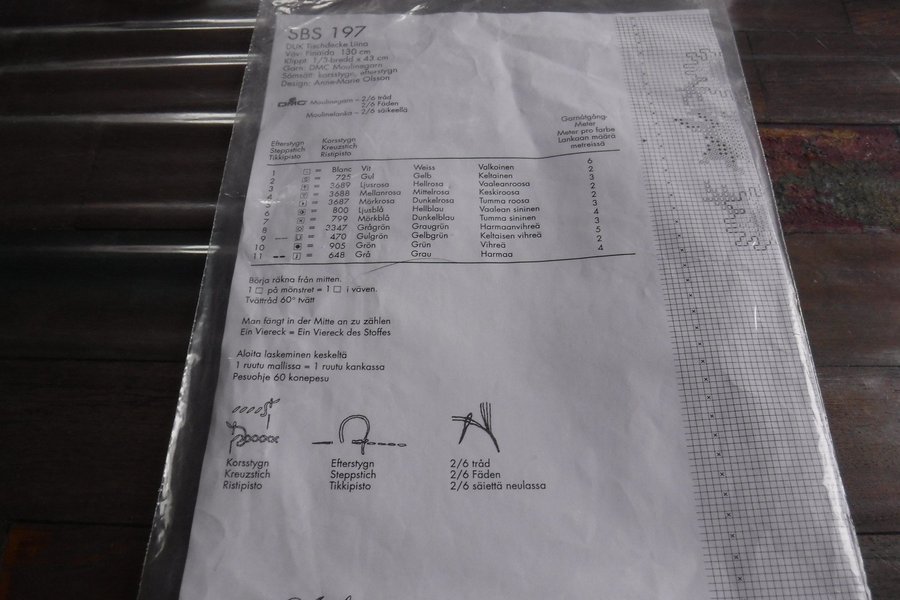 SBS 197
DUK Tischdecke Liina
Väv: Finnida 130 cm
Klippt 1/3-bredd x 43 cm
Garn: DMC Moulinegarn
Sömsätt: korsstygn, efterstygn
Design: Anne-Marie Olsson
DMC Moulinegarn – 2/6 tråd
2/6 Fäden
Moulinelanka – 2/6 säikeellä
Efterstygn Korsstygn Garnåtgång-
Steppstich Kreuzstich Meter
Tikkipisto Ristipisto Meter pro farbe
Lankaan määrä
metreissä
1 = Blanc Vit Weiss Valkoinen 6
2 = 725 Gul Gelb Keltainen 2
3 = 3689 Ljusrosa Hellrosa Vaaleanroosa 3
4 = 3688 Mellanrosa Mittelrosa Keskiroosa 2
5 = 3687 Mörkrosa Dunkelrosa Tumma roosa 2
6 = 800 Ljusblå Hellblau Vaalean sininen 3
7 = 799 Mörkblå Dunkelblau Tumma sininen 4
8 = 3347 Grågrön Graugrün Harmaanvihreä 3
9 -- = 470 Gulgrön Gelbgrün Keltaisen vihreä 5
10 = 905 Grön Grün Vihreä 2
11 -- = 648 Grå Grau Harmaa 4
Börja räkna från mitten.
1 □ på mönstret = 1 □ i väven.
Tvättråd 60° tvätt
Man fängt in der Mitte an zu zählen
Ein Viereck = Ein Viereck des Stoffes
Aloita laskeminen keskeltä
1 ruutu mallissa = 1 ruutu kankassa
Pesuohje 60 konepesu
Korsstygn Efterstygn 2/6 tråd
Kreuzstich Steppstich 2/6 Fäden
Ristipisto Tikkipisto 2/6 säiettä neulassa